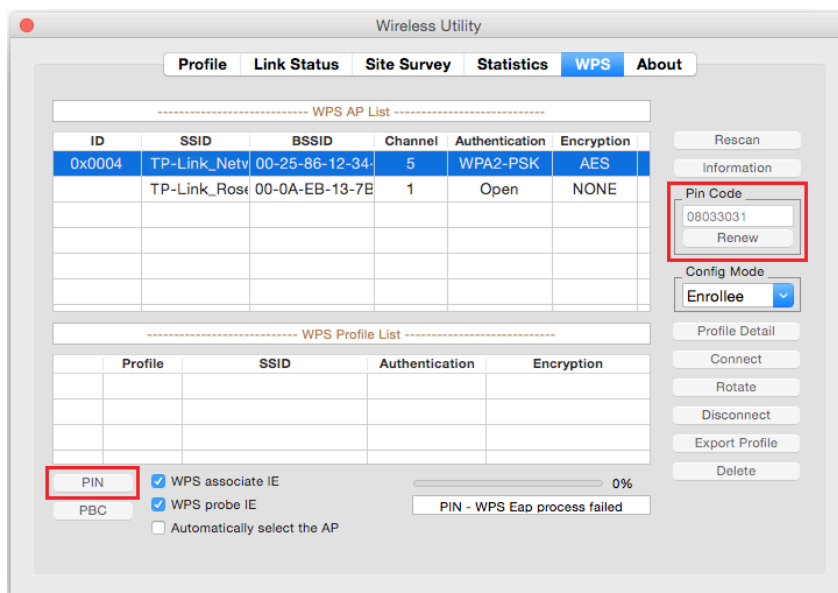 Wireless Utility
Profile Link Status Site Survey Statistics WPS About
---------------------------- WPS AP List ----------------------------
ID SSID BSSID Channel Authentication Encryption
0x0004 TP-Link_Netw 00-25-86-12-34- 5 WPA2-PSK AES
TP-Link_Rose 00-0A-EB-13-7B 1 Open NONE
Rescan
Information
Pin Code
08033031
Renew
Config Mode
Enrollee
---------------------------- WPS Profile List ----------------------------
Profile SSID Authentication Encryption
Profile Detail
Connect
Rotate
Disconnect
Export Profile
Delete
PIN
PBC
WPS associate IE
WPS probe IE
Automatically select the AP
0%
PIN - WPS Eap process failed